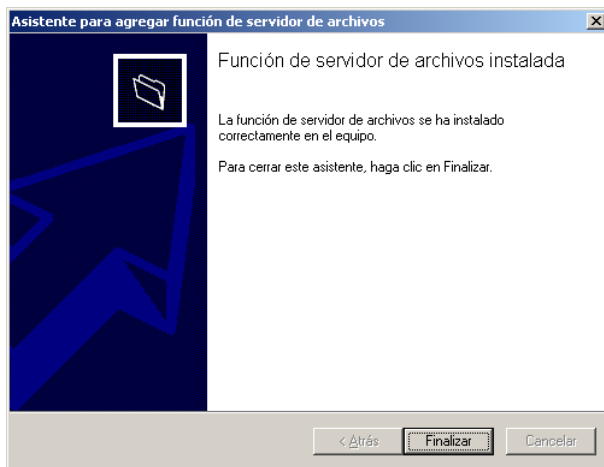 Asistente para agregar función de servidor de archivos
Función de servidor de archivos instalada
La función de servidor de archivos se ha instalado
correctamente en el equipo.
Para cerrar este asistente, haga clic en Finalizar.
< Atrás Finalizar Cancelar